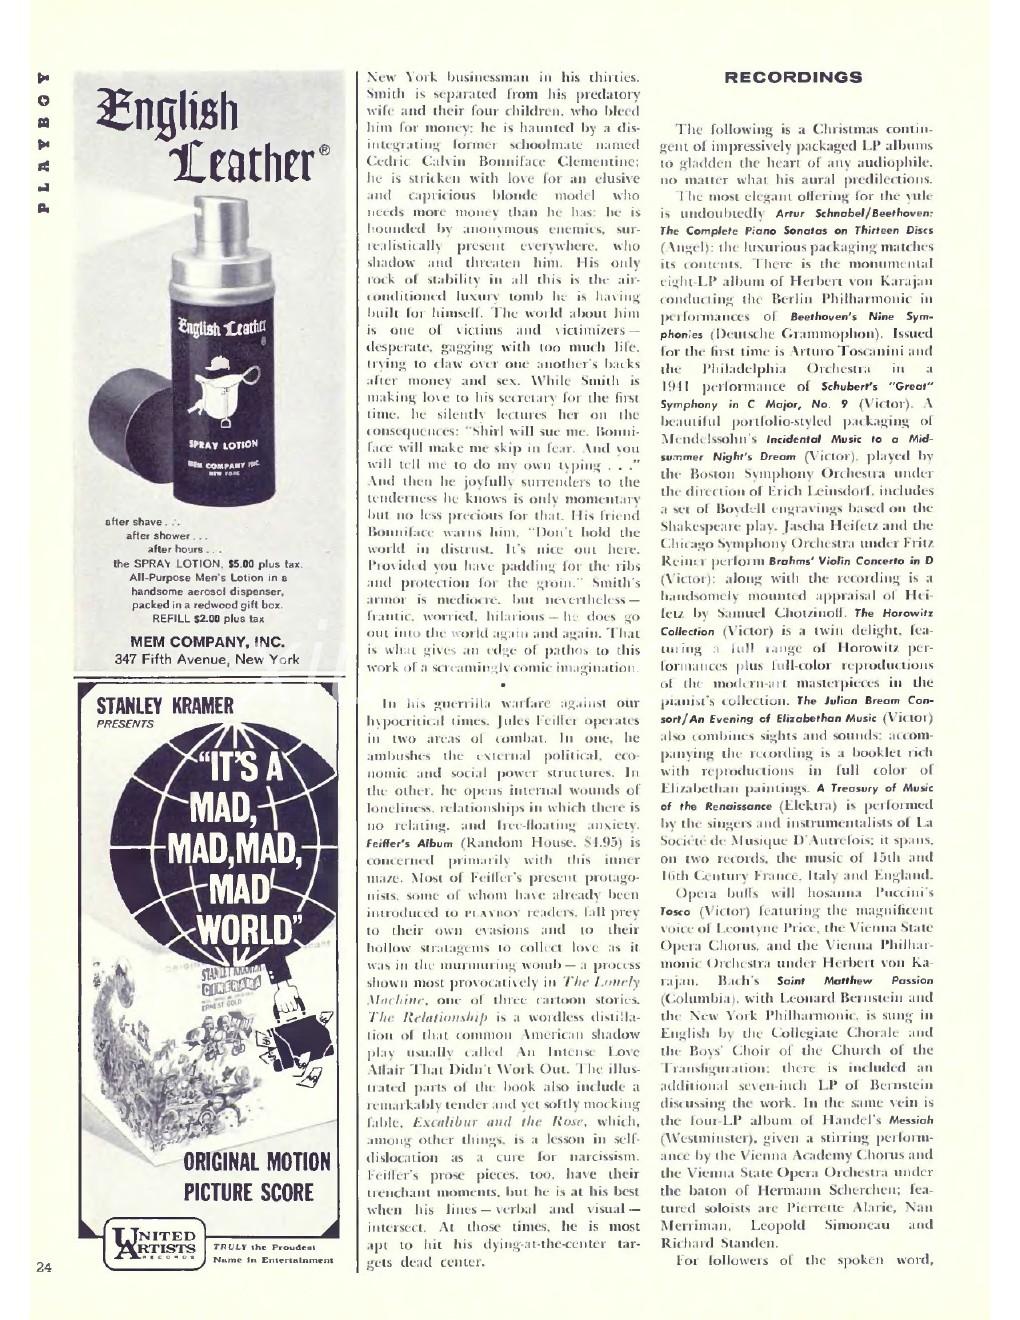 PLAYBOY
English
Leather®
English Leather
®
SPRAY LOTION
MEM COMPANY INC.
NEW YORK
after shave . . .
after shower . . .
after hours . . .
the SPRAY LOTION, $5.00 plus tax.
All-Purpose Men's Lotion in a
handsome aerosol dispenser,
packed in a redwood gift box.
REFILL $2.00 plus tax
MEM COMPANY, INC.
347 Fifth Avenue, New York
STANLEY KRAMER
PRESENTS
"IT'S A
MAD,
MAD, MAD,
MAD
WORLD"
STANLEY KRAMER
CINERAMA
ERNEST GOLD
ORIGINAL MOTION
PICTURE SCORE
UNITED
ARTISTS
RECORDS
TRULY the Proudest
Name in Entertainment
24
New York businessman in his thirties.
Smith is separated from his predatory
wife and their four children, who bleed
him for money; he is haunted by a dis-
integrating former schoolmate named
Cedric Calvin Bonniface Clementine;
he is stricken with love for an elusive
and capricious blonde model who
needs more money than he has; he is
hounded by anonymous enemies, sur-
realistically present everywhere, who
shadow and threaten him. His only
rock of stability in all this is the air-
conditioned luxury tomb he is having
built for himself. The world about him
is one of victims and victimizers —
desperate, gagging with too much life,
trying to claw over one another's backs
after money and sex. While Smith is
making love to his secretary for the first
time, he silently lectures her on the
consequences: "Shirl will sue me. Bonni-
face will make me skip in fear. And you
will tell me to do my own typing . . ."
And then he joyfully surrenders to the
tenderness he knows is only momentary
but no less precious for that. His friend
Bonniface warns him, "Don't hold the
world in distrust. It's nice out here.
Provided you have padding for the ribs
and protection for the groin." Smith's
armor is mediocre, but nevertheless —
frantic, worried, hilarious — he does go
out into the world again and again. That
is what gives an edge of pathos to this
work of a screamingly comic imagination.
•
In his guerrilla warfare against our
hypocritical times, Jules Feiffer operates
in two areas of combat. In one, he
ambushes the external political, eco-
nomic and social power structures. In
the other, he opens internal wounds of
loneliness, relationships in which there is
no relating, and free-floating anxiety.
Feiffer's Album (Random House, $4.95) is
concerned primarily with this inner
maze. Most of Feiffer's present protago-
nists, some of whom have already been
introduced to PLAYBOY readers, fall prey
to their own evasions and to their
hollow stratagems to collect love as it
was in the murmuring womb — a process
shown most provocatively in The Lonely
Machine, one of three cartoon stories.
The Relationship is a wordless distilla-
tion of that common American shadow
play usually called An Intense Love
Affair That Didn't Work Out. The illus-
trated parts of the book also include a
remarkably tender and yet softly mocking
fable, Excalibur and the Rose, which,
among other things, is a lesson in self-
dislocation as a cure for narcissism.
Feiffer's prose pieces, too, have their
trenchant moments, but he is at his best
when his lines — verbal and visual —
intersect. At those times, he is most
apt to hit his dying-at-the-center tar-
gets dead center.
RECORDINGS
The following is a Christmas contin-
gent of impressively packaged LP albums
to gladden the heart of any audiophile,
no matter what his aural predilections.
The most elegant offering for the yule
is undoubtedly Artur Schnabel/Beethoven:
The Complete Piano Sonatas on Thirteen Discs
(Angel); the luxurious packaging matches
its contents. There is the monumental
eight-LP album of Herbert von Karajan
conducting the Berlin Philharmonic in
performances of Beethoven's Nine Sym-
phonies (Deutsche Grammophon). Issued
for the first time is Arturo Toscanini and
the Philadelphia Orchestra in a
1941 performance of Schubert's "Great"
Symphony in C Major, No. 9 (Victor). A
beautiful portfolio-styled packaging of
Mendelssohn's Incidental Music to a Mid-
summer Night's Dream (Victor), played by
the Boston Symphony Orchestra under
the direction of Erich Leinsdorf, includes
a set of Boydell engravings based on the
Shakespeare play. Jascha Heifetz and the
Chicago Symphony Orchestra under Fritz
Reiner perform Brahms' Violin Concerto in D
(Victor); along with the recording is a
handsomely mounted appraisal of Hei-
fetz by Samuel Chotzinoff. The Horowitz
Collection (Victor) is a twin delight, fea-
turing a full range of Horowitz per-
formances plus full-color reproductions
of the modern-art masterpieces in the
pianist's collection. The Julian Bream Con-
sort/An Evening of Elizabethan Music (Victor)
also combines sights and sounds; accom-
panying the recording is a booklet rich
with reproductions in full color of
Elizabethan paintings. A Treasury of Music
of the Renaissance (Elektra) is performed
by the singers and instrumentalists of La
Société de Musique D'Autrefois; it spans,
on two records, the music of 15th and
16th Century France, Italy and England.
Opera buffs will hosanna Puccini's
Tosca (Victor) featuring the magnificent
voice of Leontyne Price, the Vienna State
Opera Chorus, and the Vienna Philhar-
monic Orchestra under Herbert von Ka-
rajan. Bach's Saint Matthew Passion
(Columbia), with Leonard Bernstein and
the New York Philharmonic, is sung in
English by the Collegiate Chorale and
the Boys' Choir of the Church of the
Transfiguration; there is included an
additional seven-inch LP of Bernstein
discussing the work. In the same vein is
the four-LP album of Handel's Messiah
(Westminster), given a stirring perform-
ance by the Vienna Academy Chorus and
the Vienna State Opera Orchestra under
the baton of Hermann Scherchen; fea-
tured soloists are Pierrette Alarie, Nan
Merriman, Leopold Simoneau and
Richard Standen.
For followers of the spoken word,